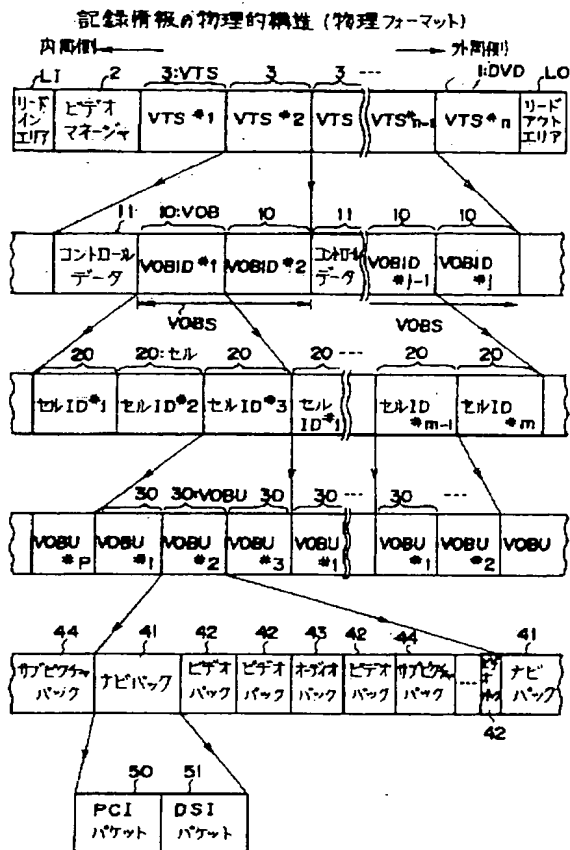 記録情報の物理的構造 (物理フォーマット)
内周側 外周側
LI 2 3:VTS 3 3 --- 1:DVD LO
リードインエリア ビデオマネージャ VTS #1 VTS #2 VTS VTS#n-1 VTS #n リードアウトエリア
11 10:VOB 10 11 10 10
コントロールデータ VOBID #1 VOBID #2 コントロールデータ VOBID #j-1 VOBID #j
VOBS VOBS
20 20:セル 20 20 --- 20 20
セルID#1 セルID#2 セルID#3 セルID#1 セルID #m-1 セルID #m
30 30:VOBU 30 30 --- 30 ---
VOBU #P VOBU #1 VOBU #2 VOBU #3 VOBU #1 VOBU #1 VOBU #2 VOBU
44 41 42 42 43 42 44 41
サブピクチャパック ナビパック ビデオパック ビデオパック オーディオパック ビデオパック サブピクチャパック --- ビデオパック ナビパック
42
50 51
PCIパケット DSIパケット